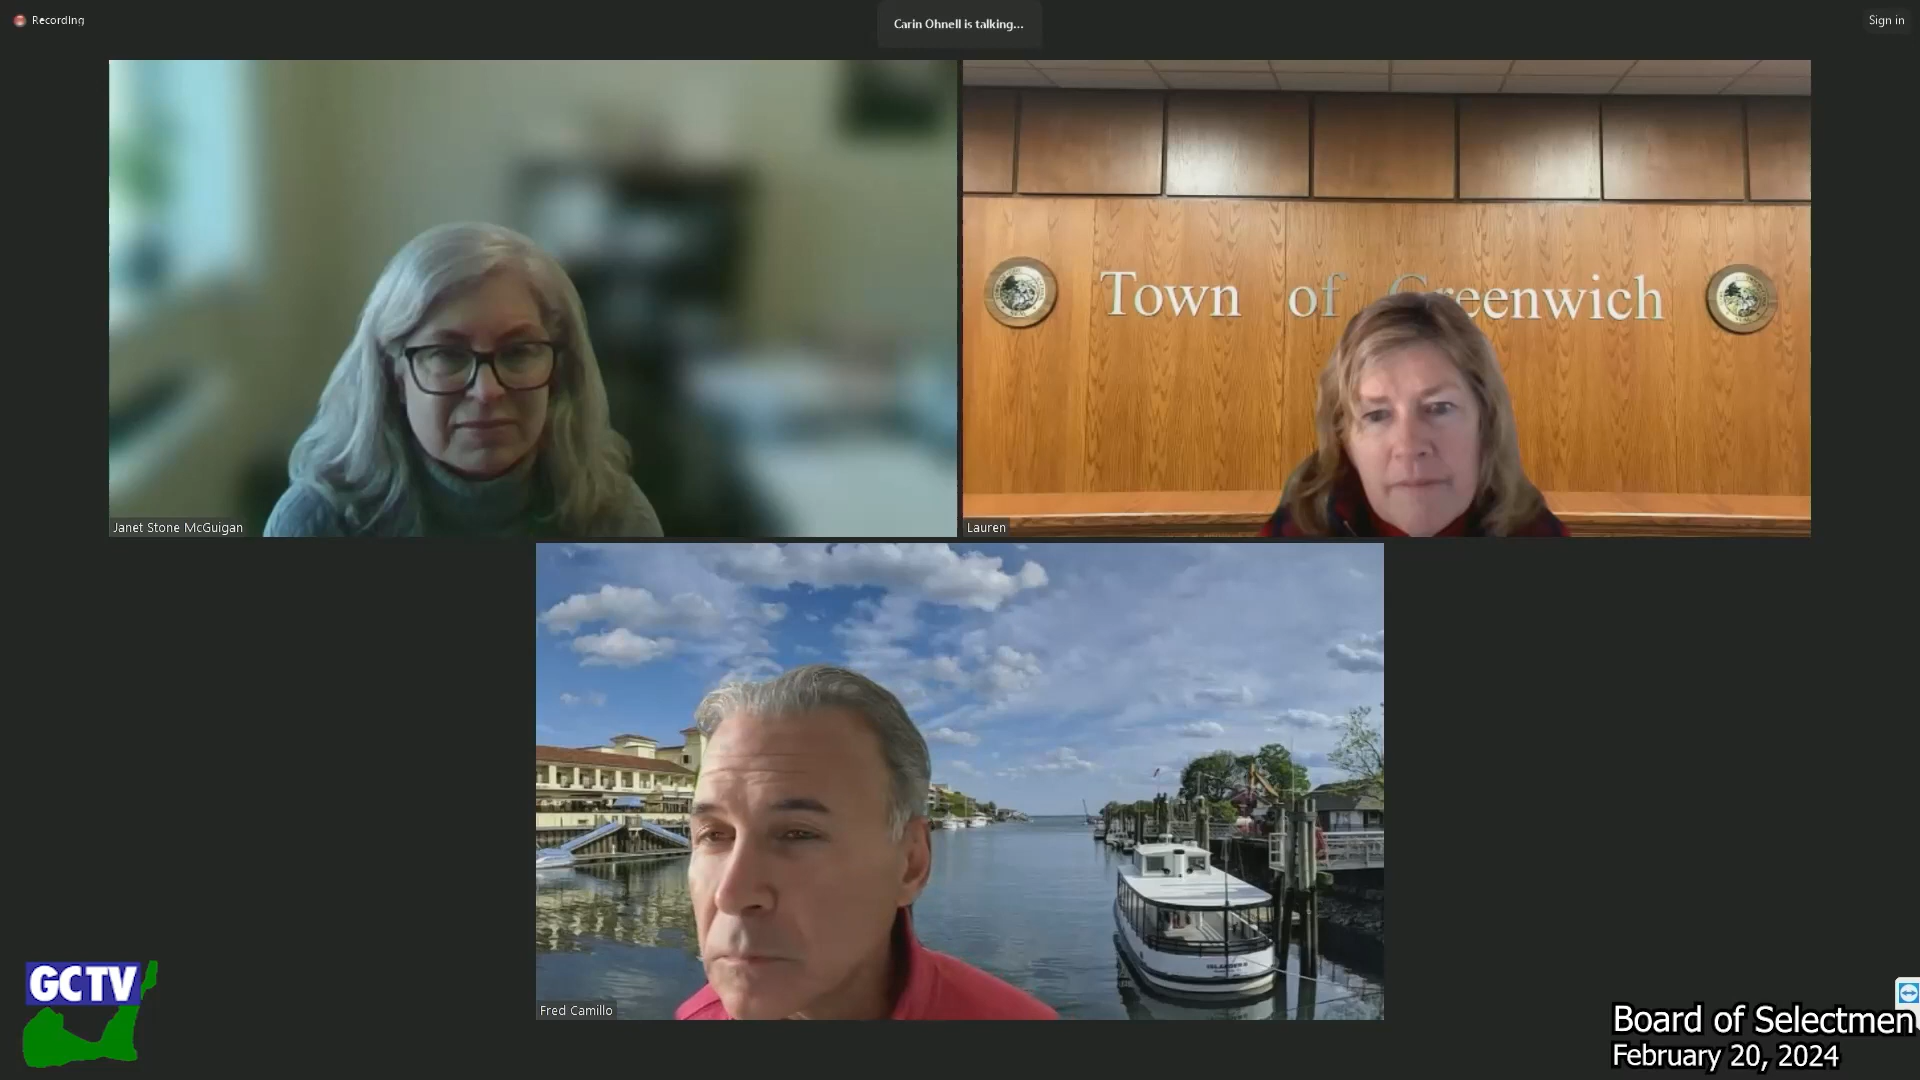 Recording
Carin Ohnell is talking...
Sign in
Town of Greenwich
Janet Stone McGuigan
Lauren
Fred Camillo
GCTV
Board of Selectmen
February 20, 2024